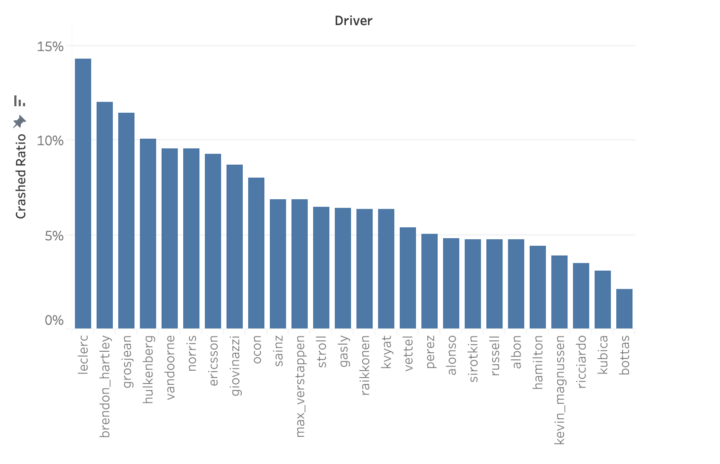 Driver
15%
10%
5%
0%
Crashed Ratio
leclerc
brendon_hartley
grosjean
hulkenberg
vandoorne
norris
ericsson
giovinazzi
ocon
sainz
max_verstappen
stroll
gasly
raikkonen
kvyat
vettel
perez
alonso
sirotkin
russell
albon
hamilton
kevin_magnussen
ricciardo
kubica
bottas